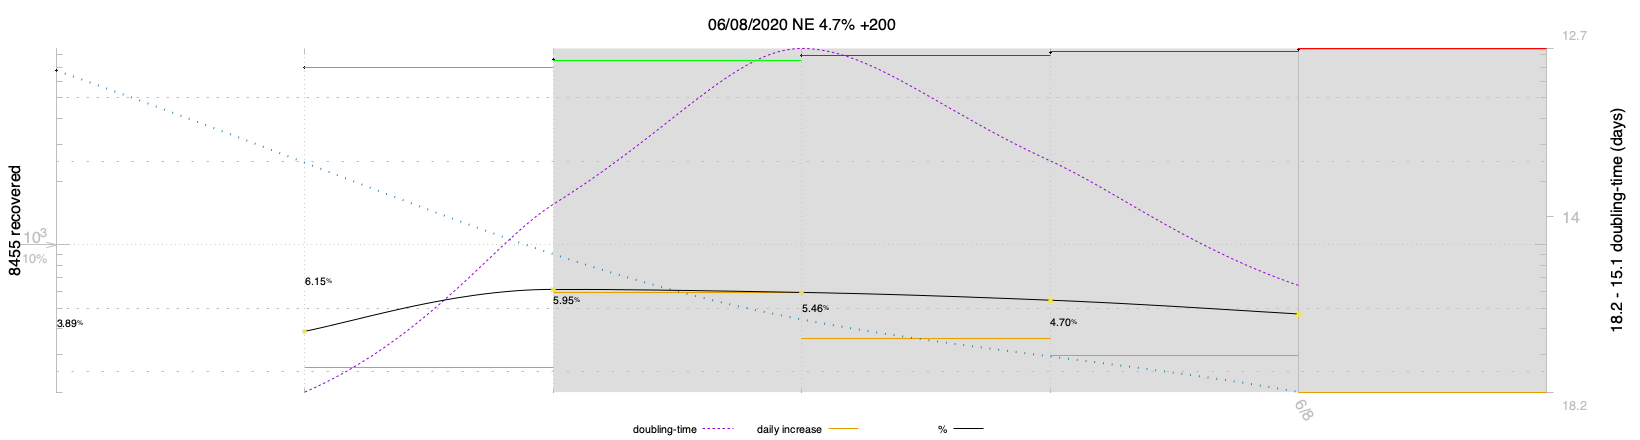 06/08/2020 NE 4.7% +200
12.7
8455 recovered
10³
10%
3.89%
6.15%
5.95%
5.46%
4.70%
14
18.2 - 15.1 doubling-time (days)
18.2
6/8
doubling-time
daily increase
%